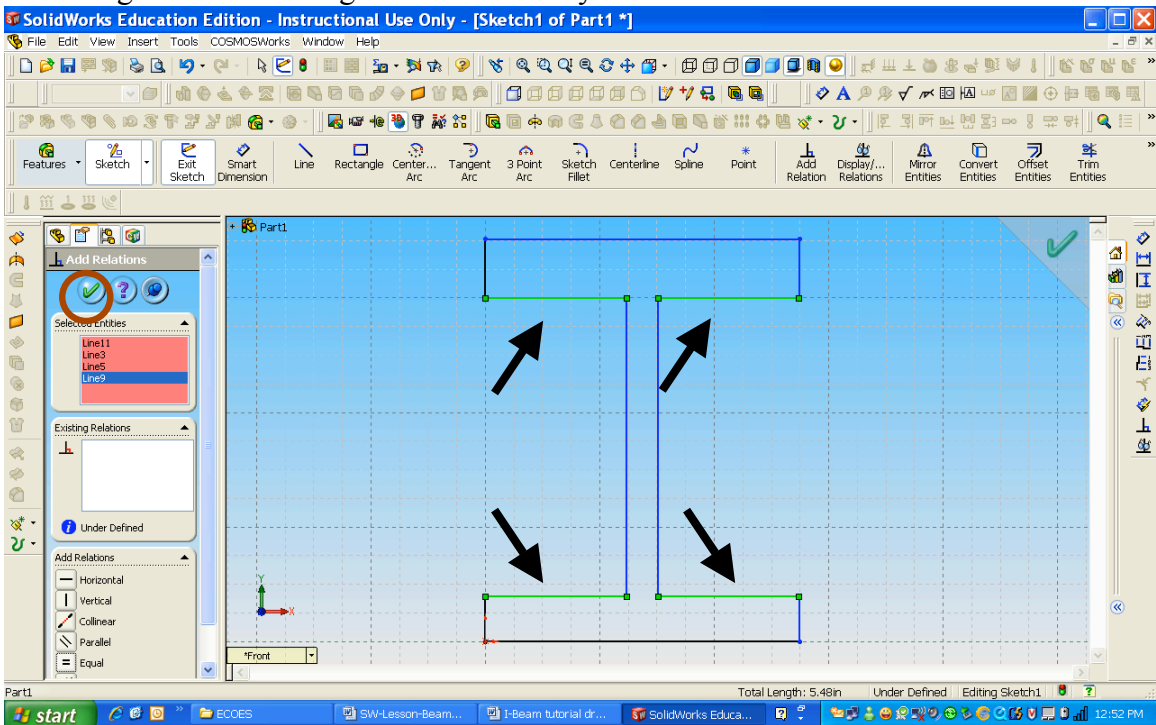 SolidWorks Education Edition - Instructional Use Only - [Sketch1 of Part1 *]
File Edit View Insert Tools COSMOSWorks Window Help
Features Sketch Exit Sketch Smart Dimension Line Rectangle Center... Arc Tangent Arc 3 Point Arc Sketch Fillet Centerline Spline Point Add Relation Display/... Relations Mirror Entities Convert Entities Offset Entities Trim Entities
Part1
Add Relations
Selected Entities
Line11
Line3
Line5
Line9
Existing Relations
Under Defined
Add Relations
Horizontal
Vertical
Collinear
Parallel
Equal
Y
X
*Front
Part1 Total Length: 5.48in Under Defined Editing Sketch1
start ECOES SW-Lesson-Beam... I-Beam tutorial dr... SolidWorks Educa... 12:52 PM